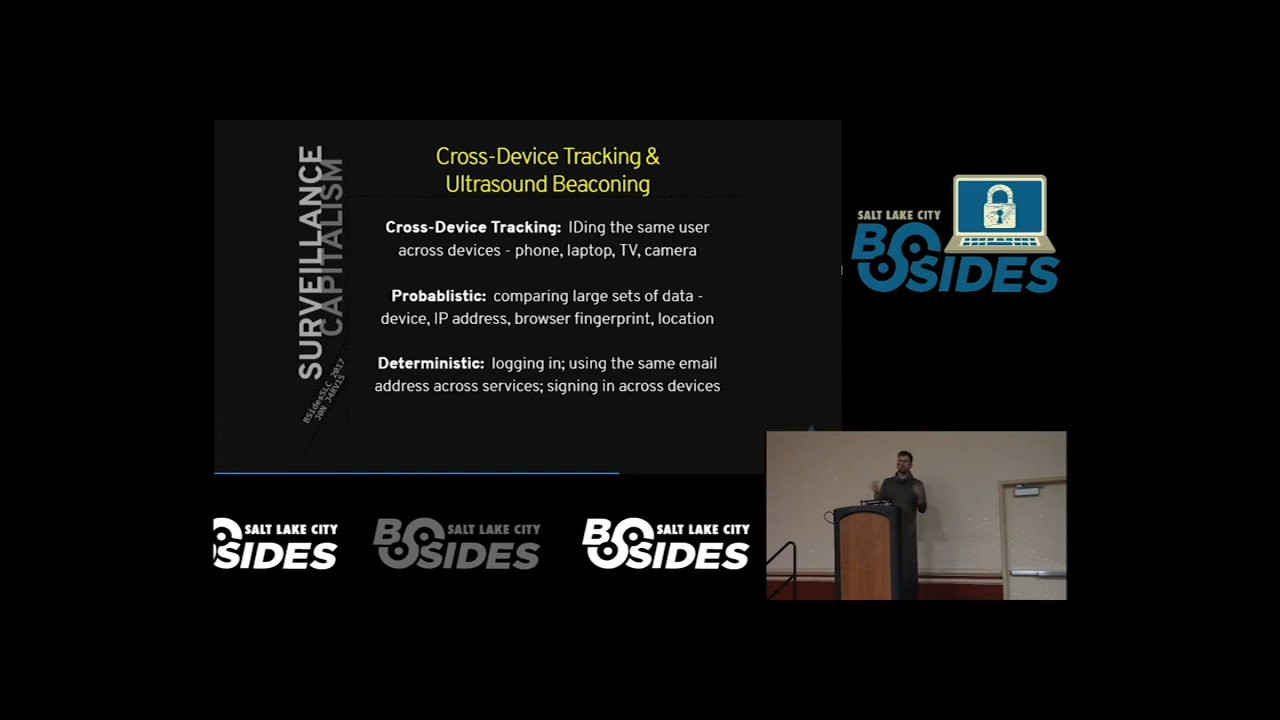 SURVEILLANCE
CAPITALISM
BSidesSLC 2017
J0N J4RV1S
Cross-Device Tracking &
Ultrasound Beaconing
Cross-Device Tracking: IDing the same user
across devices - phone, laptop, TV, camera
Probablistic: comparing large sets of data -
device, IP address, browser fingerprint, location
Deterministic: logging in; using the same email
address across services; signing in across devices
SALT LAKE CITY
BSIDES
SALT LAKE CITY
SIDES
SALT LAKE CITY
BSIDES
SALT LAKE CITY
BSIDES